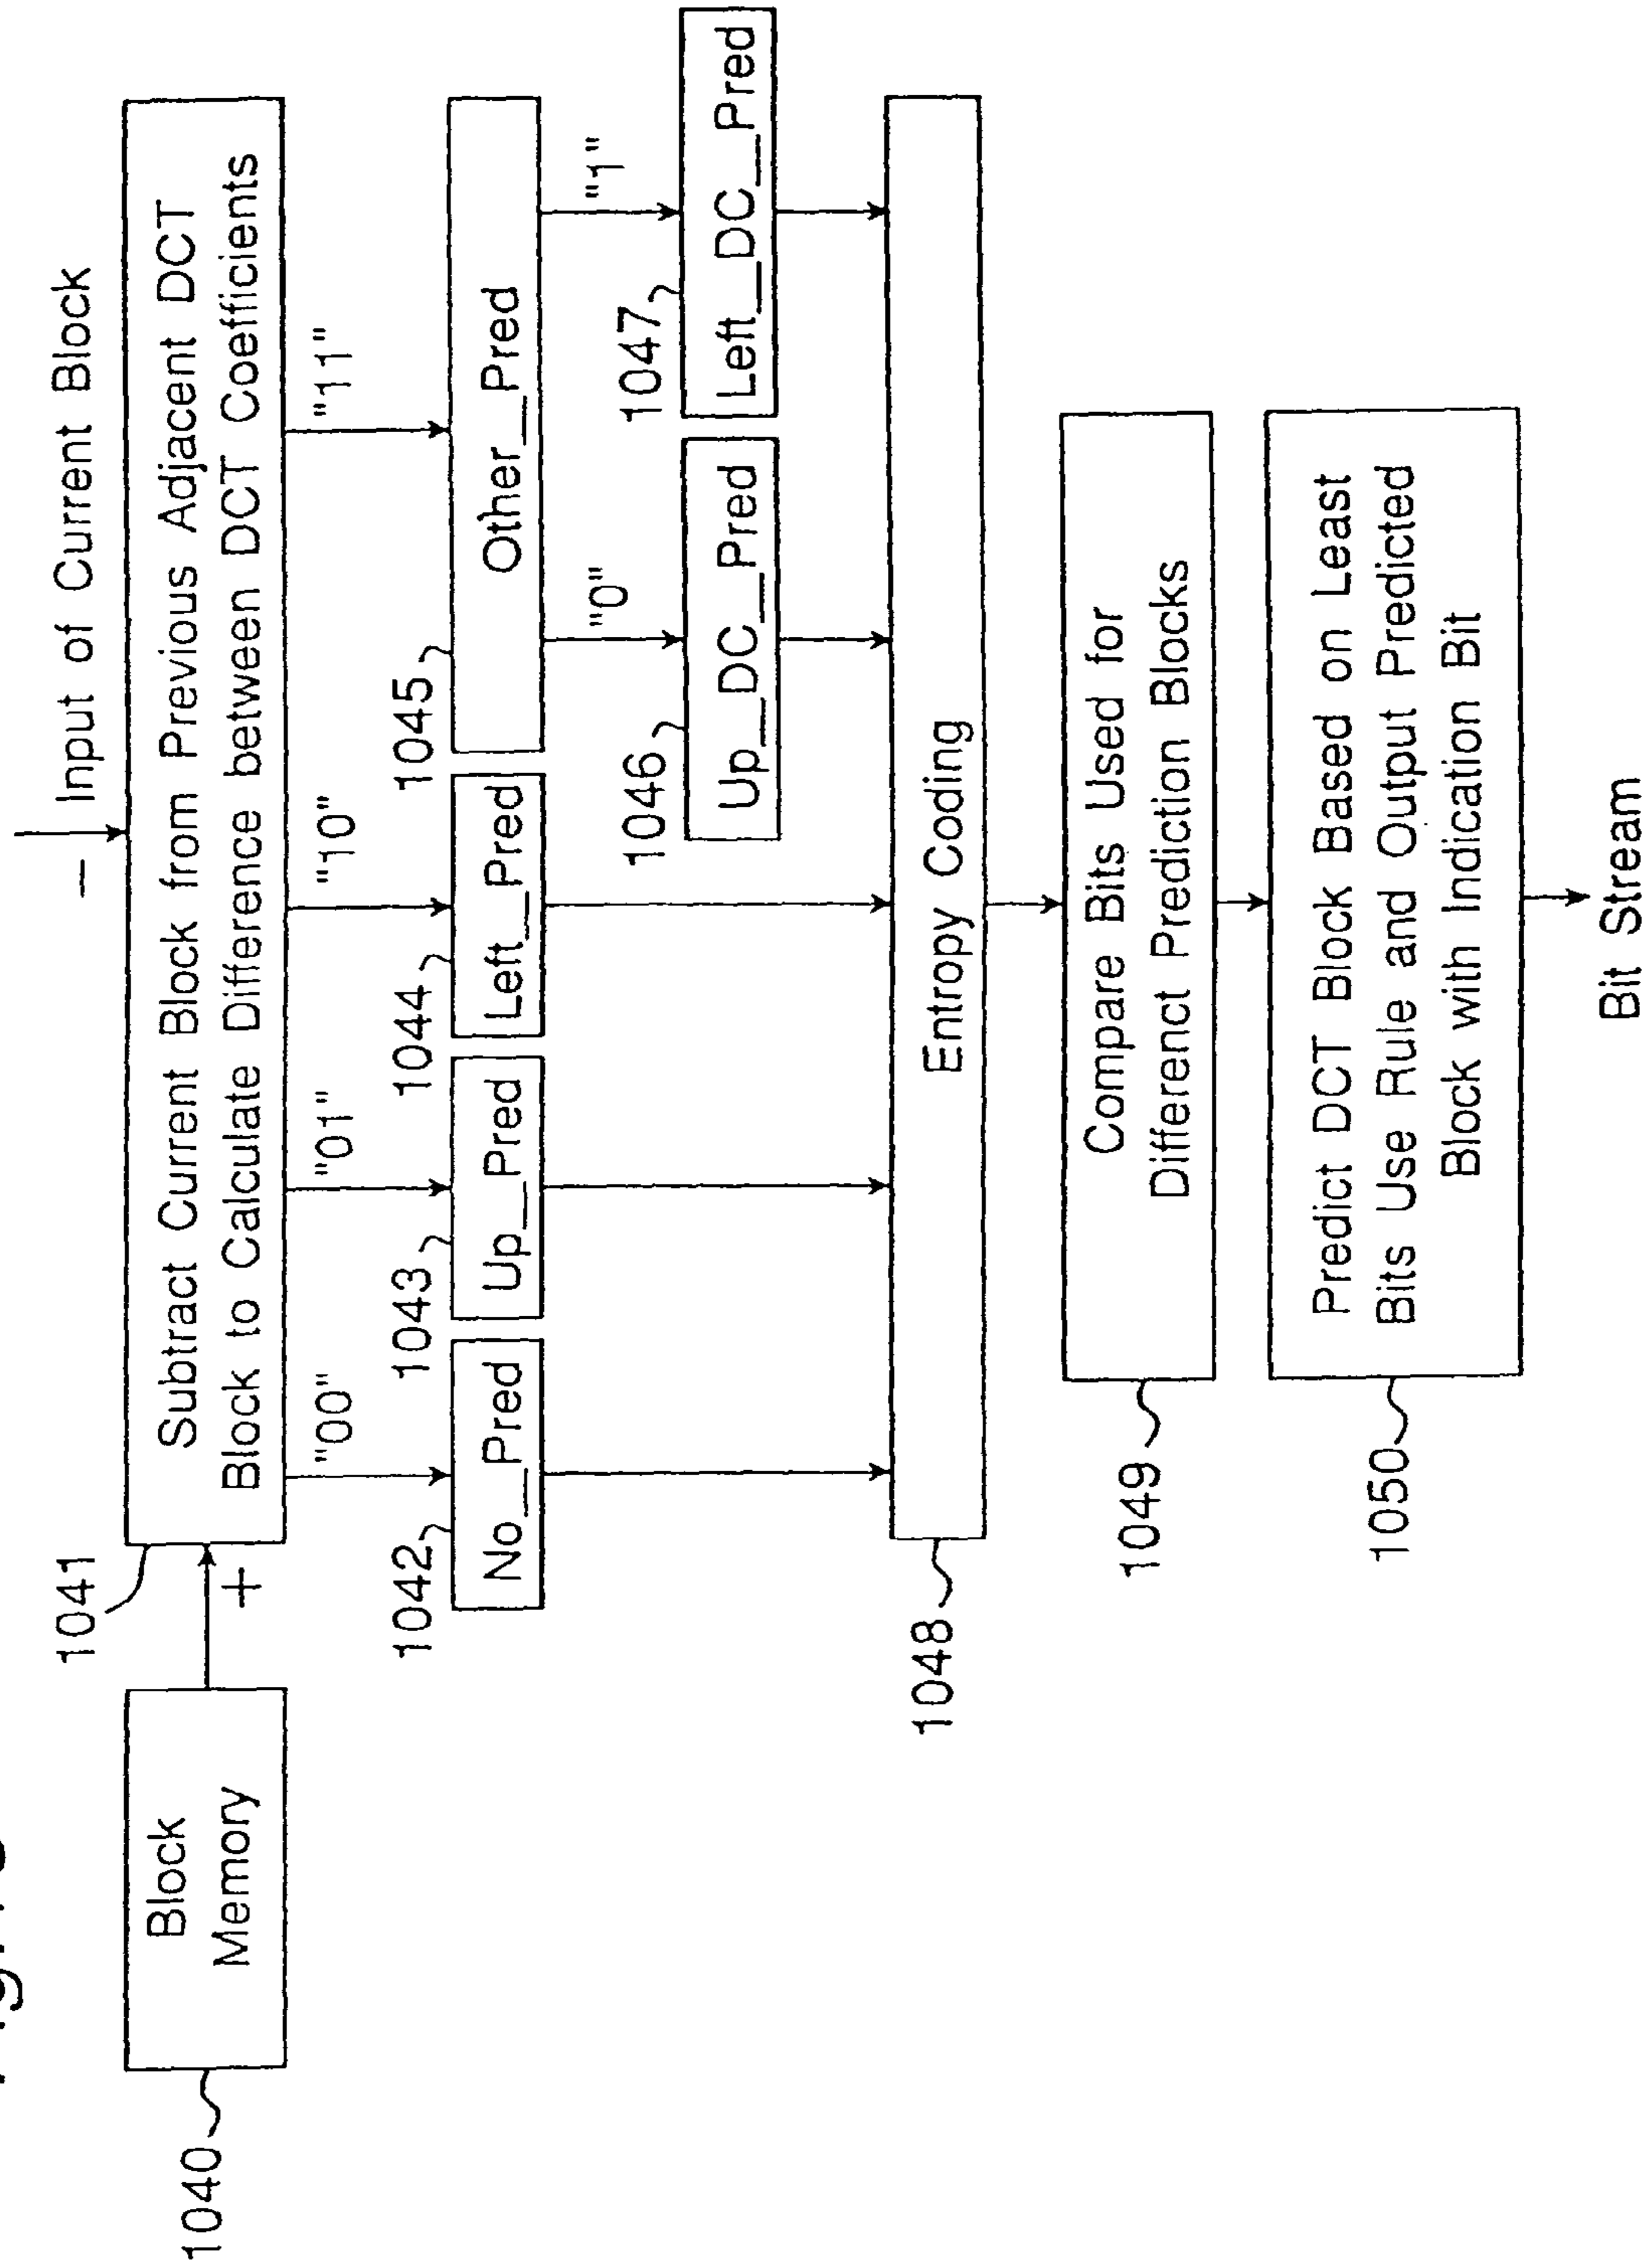 Input of Current Block
−
1041
Subtract Current Block from Previous Adjacent DCT
Block to Calculate Difference between DCT Coefficients
1040
Block
Memory
+
"00"
"01"
"10"
"11"
1042
No_Pred
1043
Up_Pred
1044
Left_Pred
1045
Other_Pred
"0"
"1"
1046
Up_DC_Pred
1047
Left_DC_Pred
1048
Entropy Coding
1049
Compare Bits Used for
Different Prediction Blocks
1050
Predict DCT Block Based on Least
Bits Use Rule and Output Predicted
Block with Indication Bit
Bit Stream